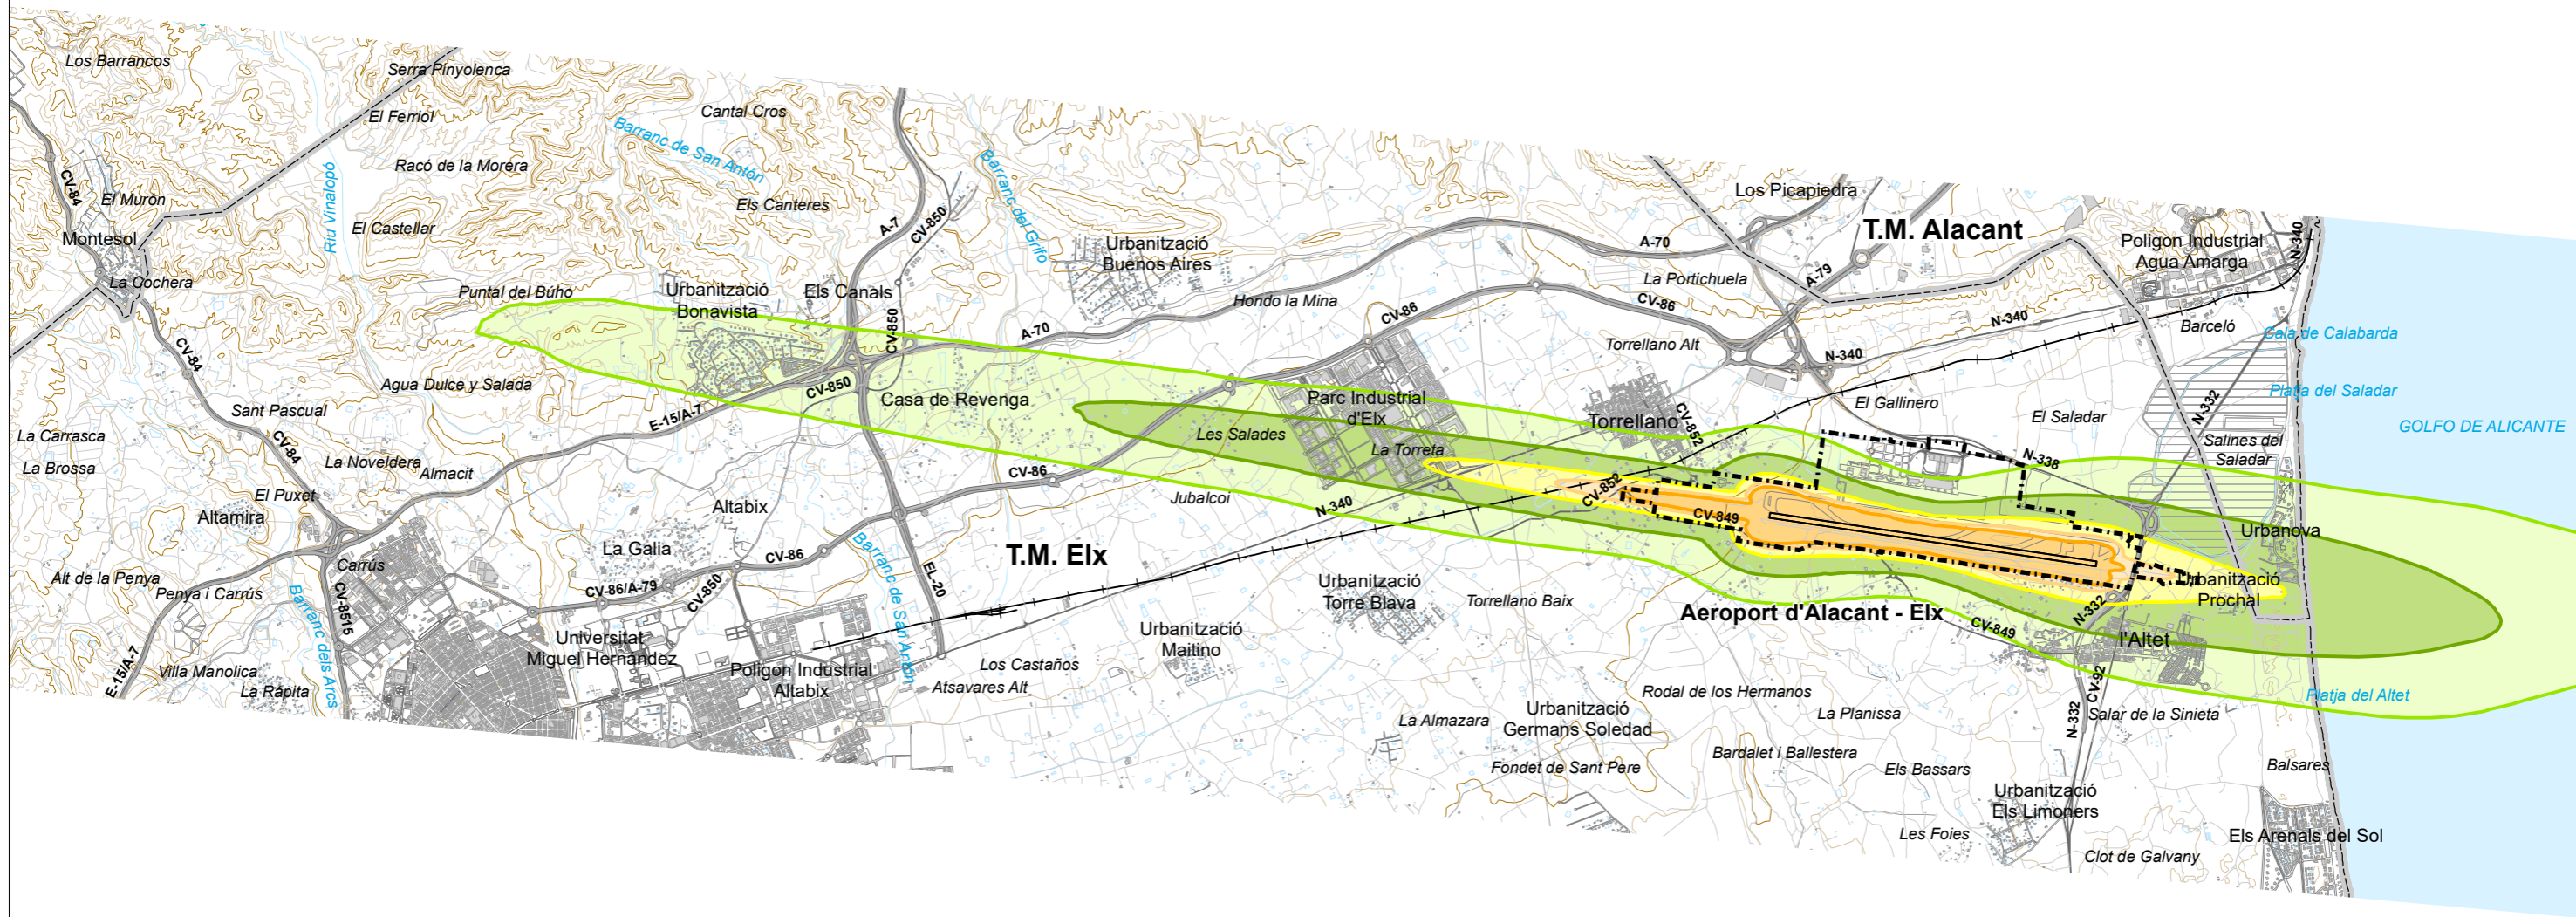 Los Barrancos
Serra Pinyolenca
El Ferriol
Cantal Cros
Barranc de San Antón
Racó de la Morera
Riu Vinalopó
CV-84
El Murón
El Castellar
Els Canteres
Barranc del Grifo
A-7
CV-850
Montesol
La Cochera
Puntal del Búho
Urbanització
Bonavista
Els Canals
CV-850
Urbanització
Buenos Aires
Hondo la Mina
A-70
Los Picapiedra
T.M. Alacant
A-70
La Portichuela
A-79
CV-86
CV-86
Poligon Industrial
Agua Amarga
N-340
N-340
Barceló
Cala de Calabarda
CV-84
Agua Dulce y Salada
CV-850
E-15/A-7
Casa de Revenga
Parc Industrial
d'Elx
Torrellano Alt
N-340
Torrellano
CV-852
El Gallinero
El Saladar
N-332
Platja del Saladar
GOLFO DE ALICANTE
Salines del
Saladar
Sant Pascual
La Carrasca
La Brossa
CV-84
La Noveldera
Almacit
El Puxet
Altamira
Les Salades
La Torreta
CV-86
Jubalcoi
N-340
CV-852
CV-849
N-338
Urbanova
Altabix
La Galia
CV-86
Barranc de San Antón
T.M. Elx
EL-20
Alt de la Penya
Penya i Carrús
Carrús
CV-8515
Barranc dels Arcs
CV-86/A-79
CV-850
Urbanització
Torre Blava
Torrellano Baix
Aeroport d'Alacant - Elx
CV-849
N-332
Urbanització
Prochal
l'Altet
Universitat
Miguel Hernández
Poligon Industrial
Altabix
Urbanització
Maitino
Los Castaños
Atsavares Alt
E-15/A-7
Villa Manolica
La Ràpita
La Almazara
Urbanització
Germans Soledad
Rodal de los Hermanos
La Planissa
CV-92
N-332
Salar de la Sinieta
Platja del Altet
Fondet de Sant Pere
Bardalet i Ballestera
Els Bassars
Urbanització
Els Limoners
Les Foies
Clot de Galvany
Balsares
Els Arenals del Sol